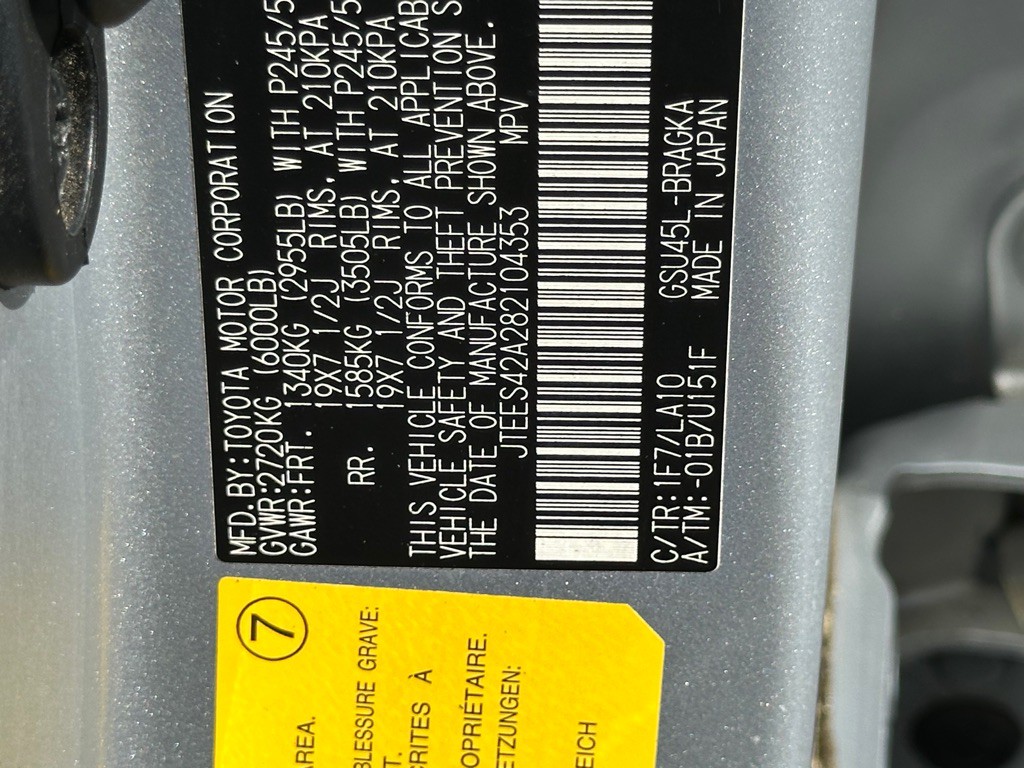 MFD.BY:TOYOTA MOTOR CORPORATION
GVWR:2720KG (6000LB)
GAWR:FRT. 1340KG (2955LB) WITH P245/5
19X7 1/2J RIMS, AT 210KPA
RR. 1585KG (3505LB) WITH P245/5
19X7 1/2J RIMS, AT 210KPA
THIS VEHICLE CONFORMS TO ALL APPLICAB
VEHICLE SAFETY AND THEFT PREVENTION S
THE DATE OF MANUFACTURE SHOWN ABOVE.
JTEES42A282104353 MPV
C/TR:1F7/LA10 GSU45L-BRAGKA
A/TM:-01B/U151F MADE IN JAPAN
7
AREA.
BLESSURE GRAVE:
T.
CRITES À
OPRIÉTAIRE.
ETZUNGEN:
EICH